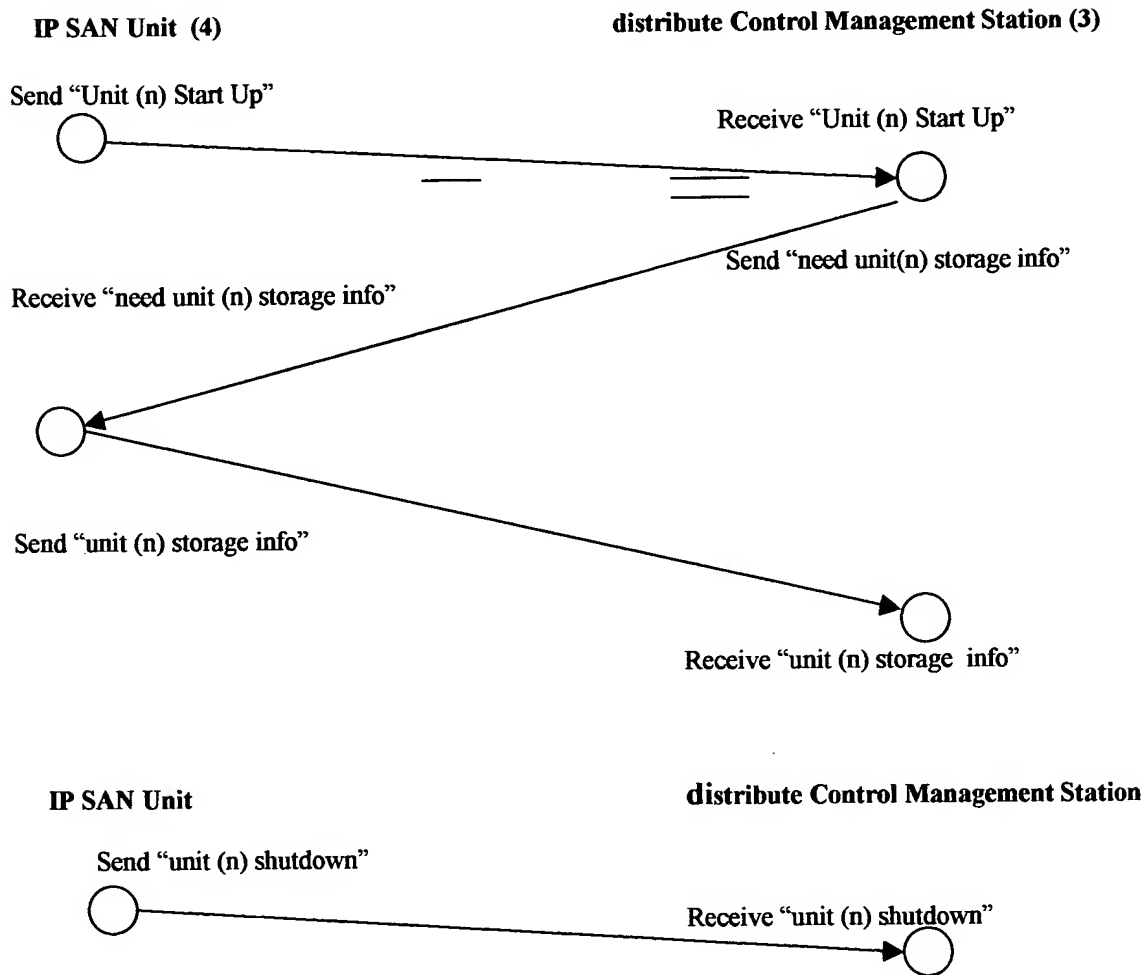 IP SAN Unit (4)
distribute Control Management Station (3)
Send “Unit (n) Start Up”
Receive “Unit (n) Start Up”
Send “need unit(n) storage info”
Receive “need unit (n) storage info”
Send “unit (n) storage info”
Receive “unit (n) storage info”
IP SAN Unit
distribute Control Management Station
Send “unit (n) shutdown”
Receive “unit (n) shutdown”